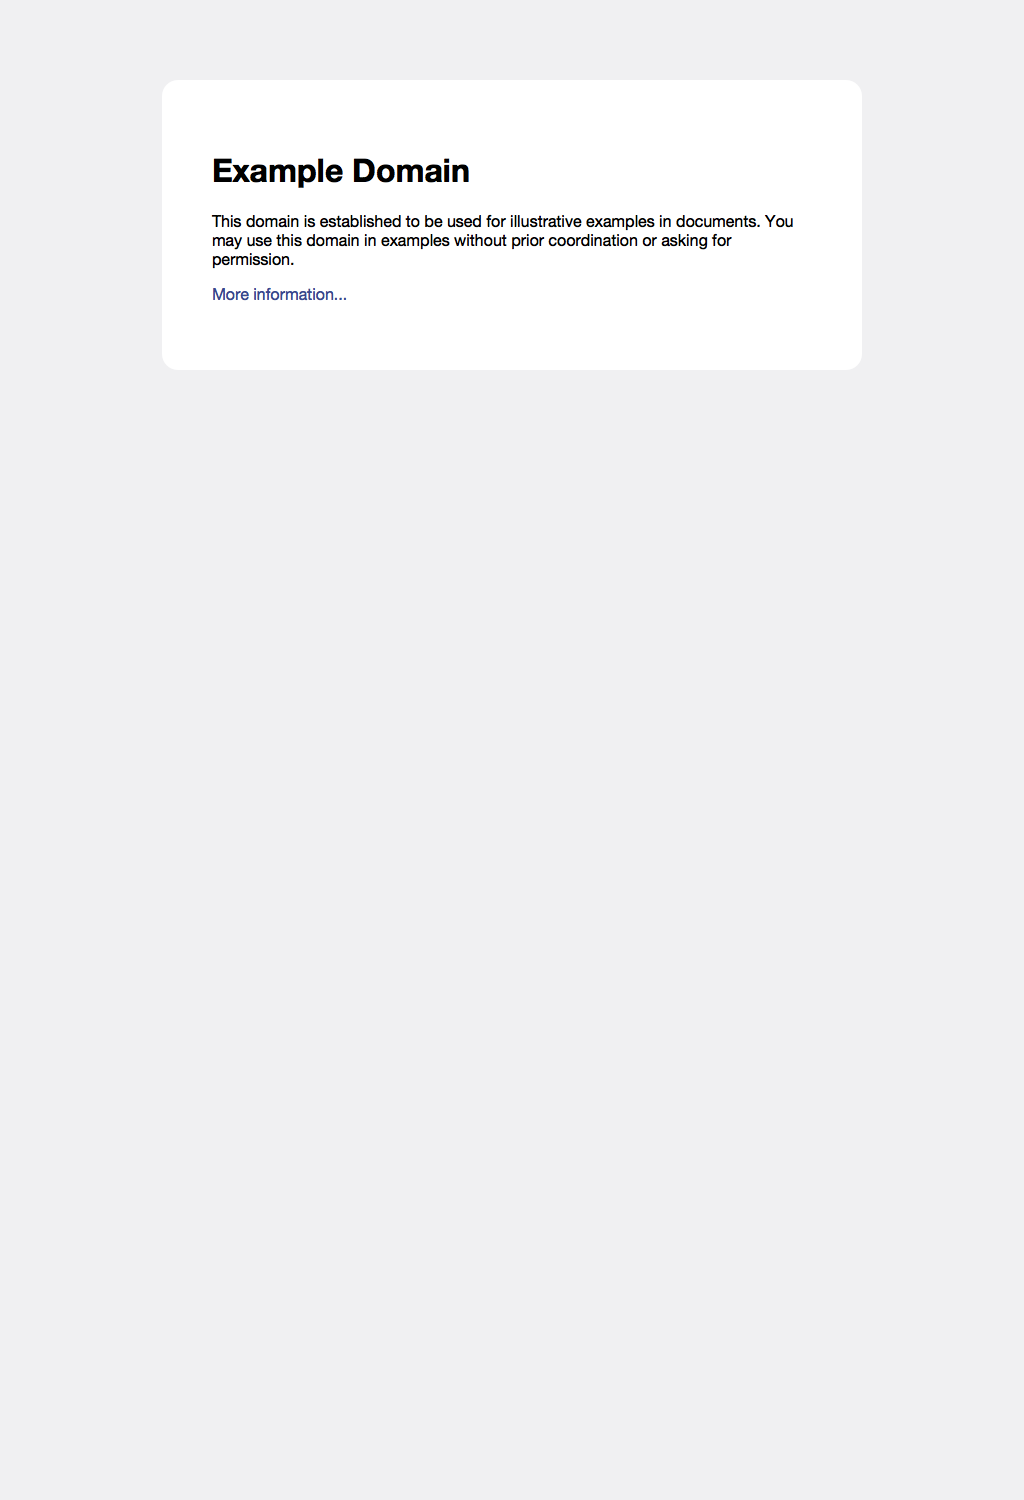 Example Domain
This domain is established to be used for illustrative examples in documents. You
may use this domain in examples without prior coordination or asking for
permission.
More information...